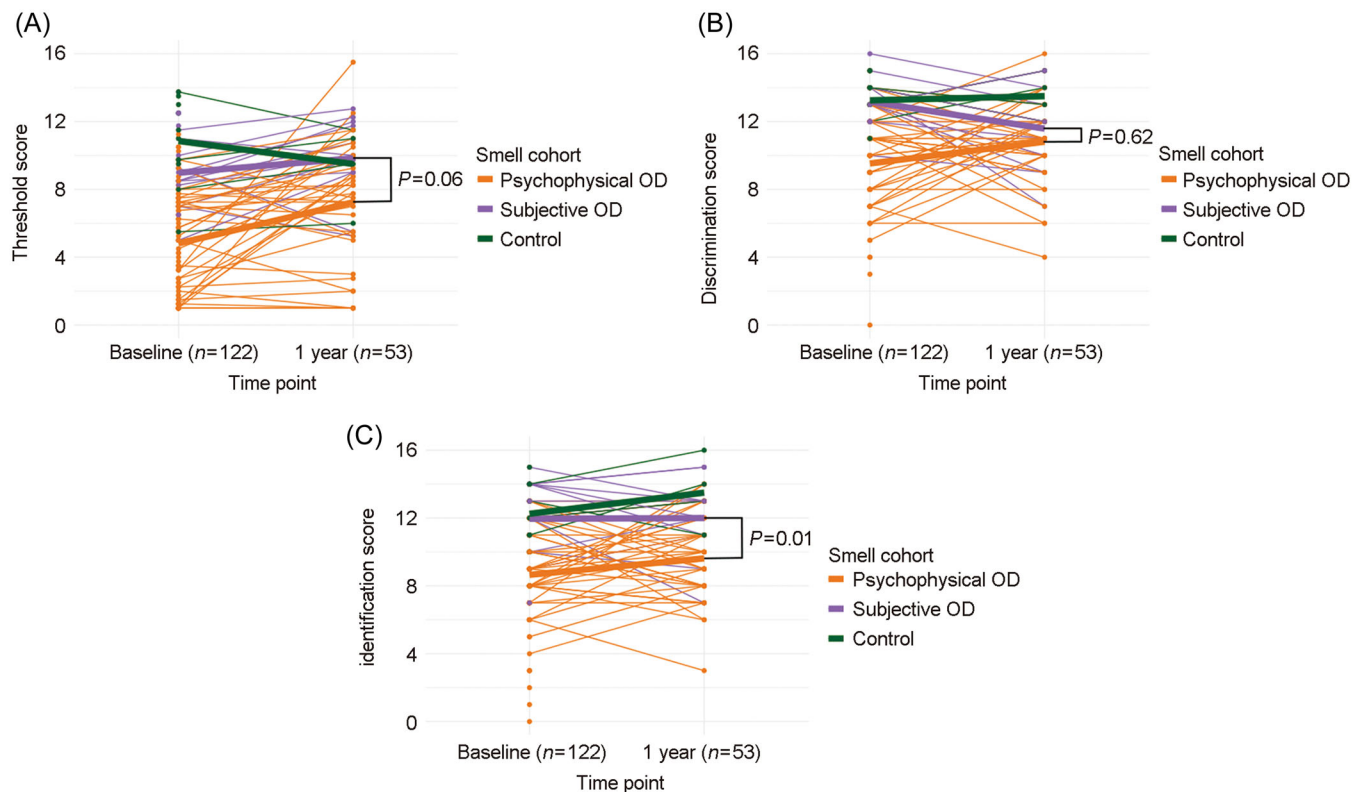 (A)
16
12
8
4
0
Threshold score
P=0.06
Baseline (n=122) 1 year (n=53)
Time point
Smell cohort
Psychophysical OD
Subjective OD
Control
(B)
16
12
8
4
0
Discrimination score
P=0.62
Baseline (n=122) 1 year (n=53)
Time point
Smell cohort
Psychophysical OD
Subjective OD
Control
(C)
16
12
8
4
0
identification score
P=0.01
Baseline (n=122) 1 year (n=53)
Time point
Smell cohort
Psychophysical OD
Subjective OD
Control